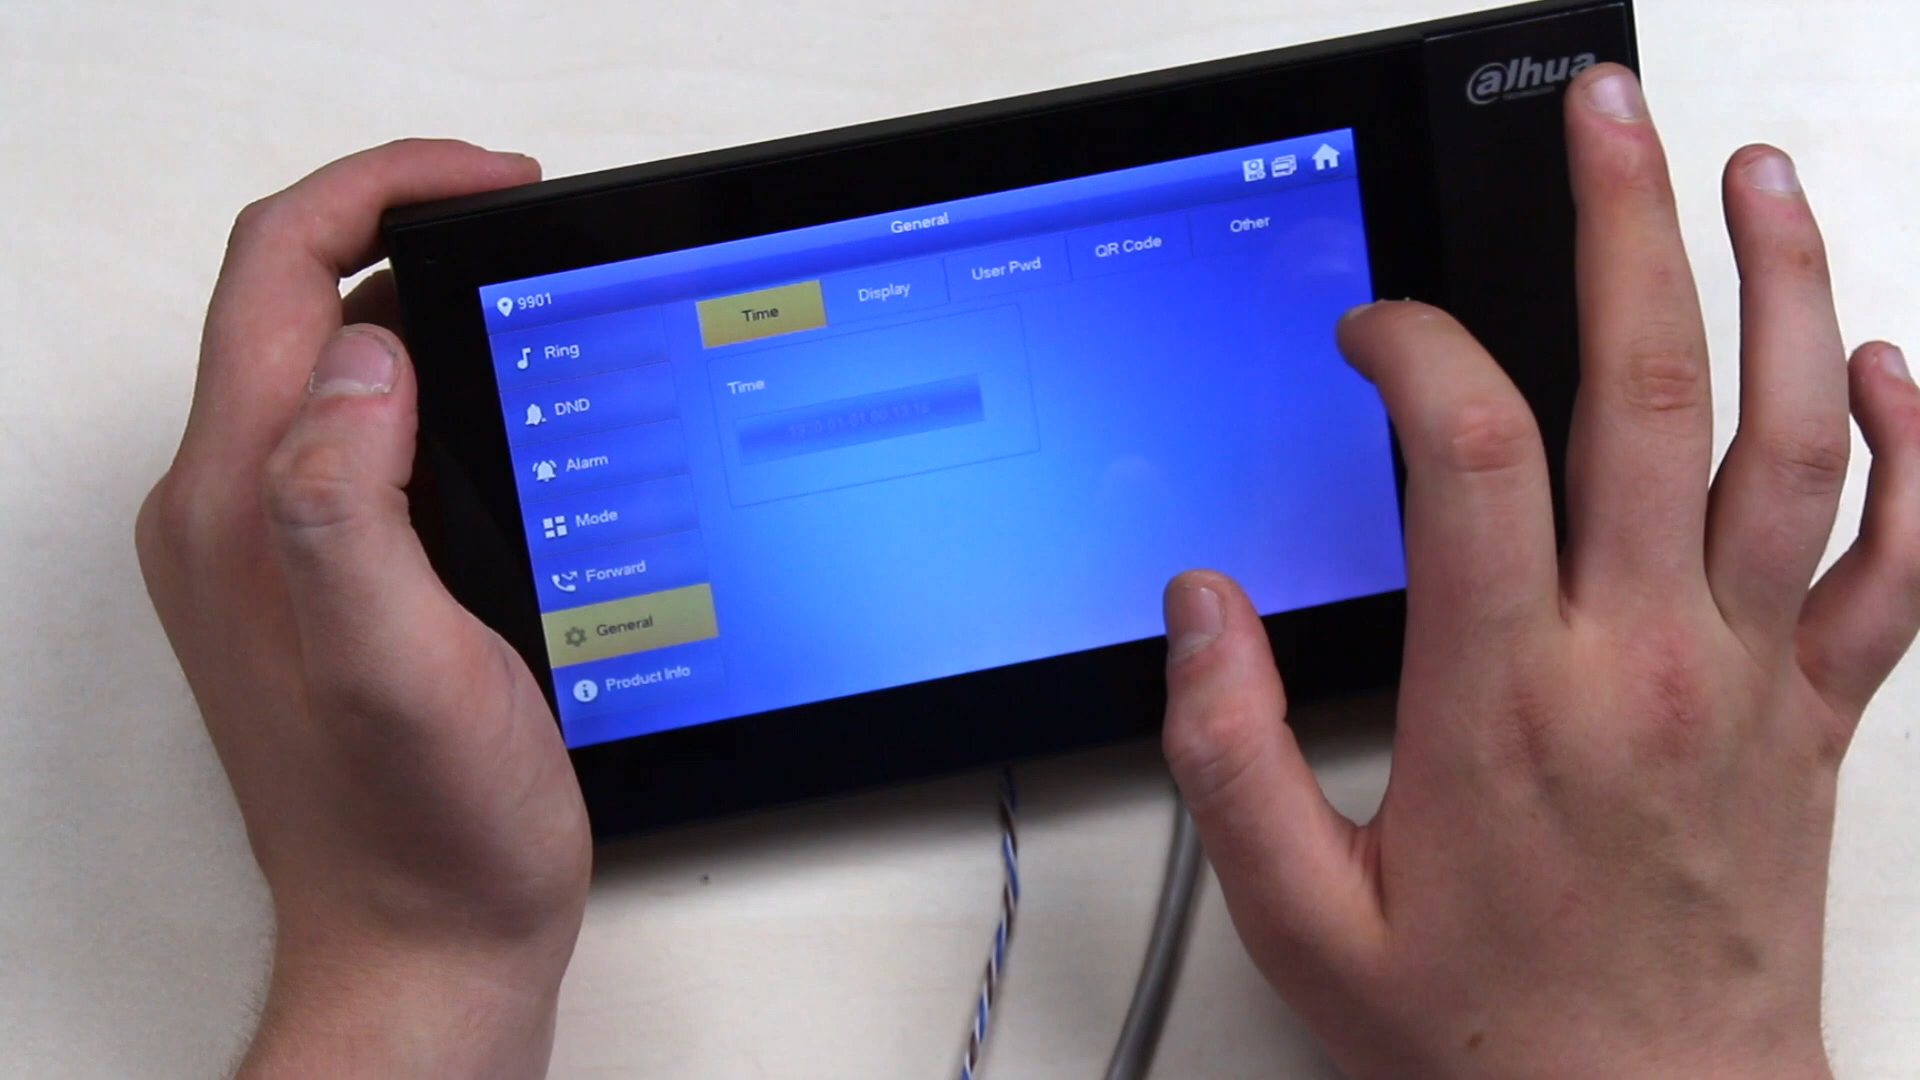 alhua
TECHNOLOGY
General
9901
Time
Display
User Pwd
QR Code
Other
Ring
DND
Alarm
Mode
Forward
General
Product Info
Time